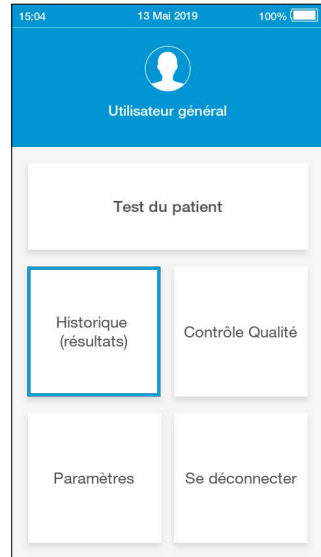 15:04 13 Mai 2019 100%
Utilisateur général
Test du patient
Historique
(résultats)
Contrôle Qualité
Paramètres
Se déconnecter